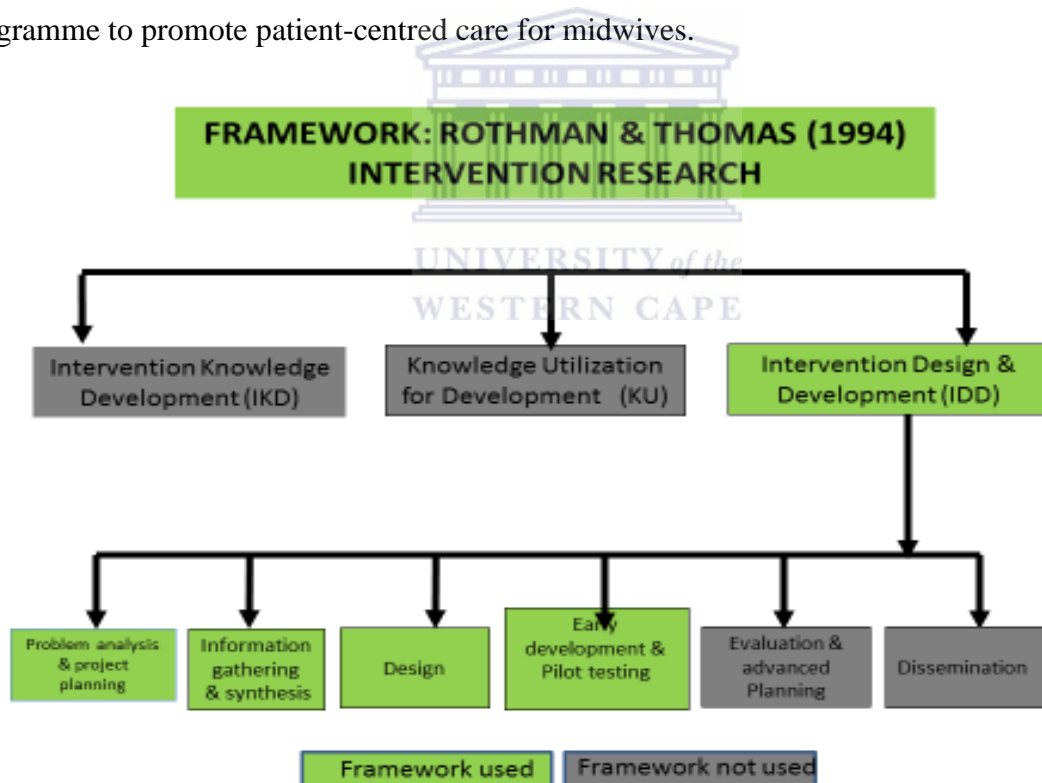 gramme to promote patient-centred care for midwives.
FRAMEWORK: ROTHMAN & THOMAS (1994)
INTERVENTION RESEARCH
UNIVERSITY of the
WESTERN CAPE
Intervention Knowledge
Development (IKD)
Knowledge Utilization
for Development (KU)
Intervention Design &
Development (IDD)
Problem analysis
& project
planning
Information
gathering
& synthesis
Design
Early
development &
Pilot testing
Evaluation &
advanced
Planning
Dissemination
Framework used
Framework not used